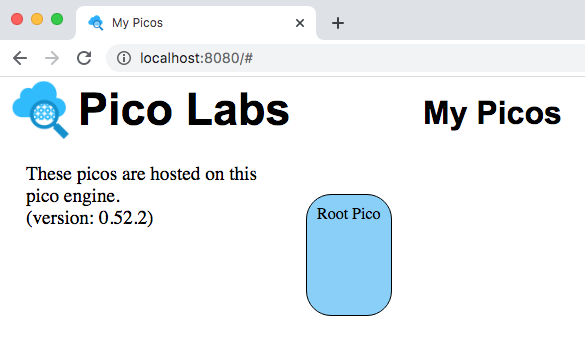 My Picos
localhost:8080/#
Pico Labs
My Picos
These picos are hosted on this
pico engine.
(version: 0.52.2)
Root Pico